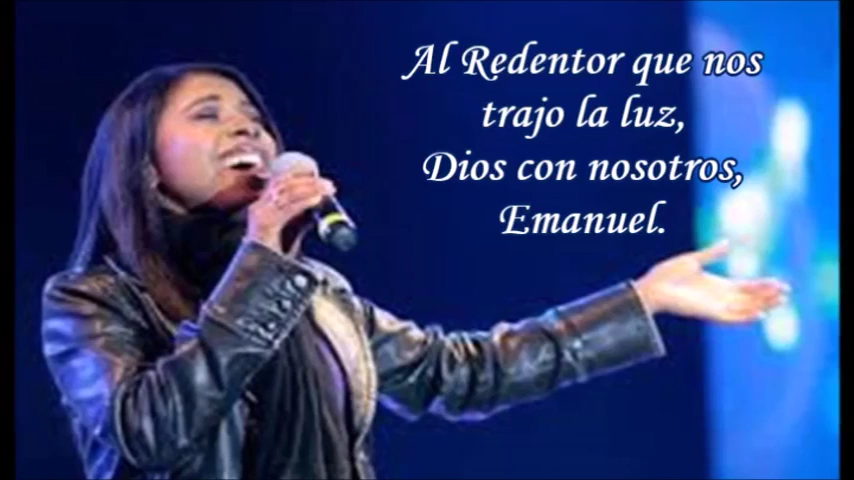 Al Redentor que nos
trajo la luz,
Dios con nosotros,
Emanuel.